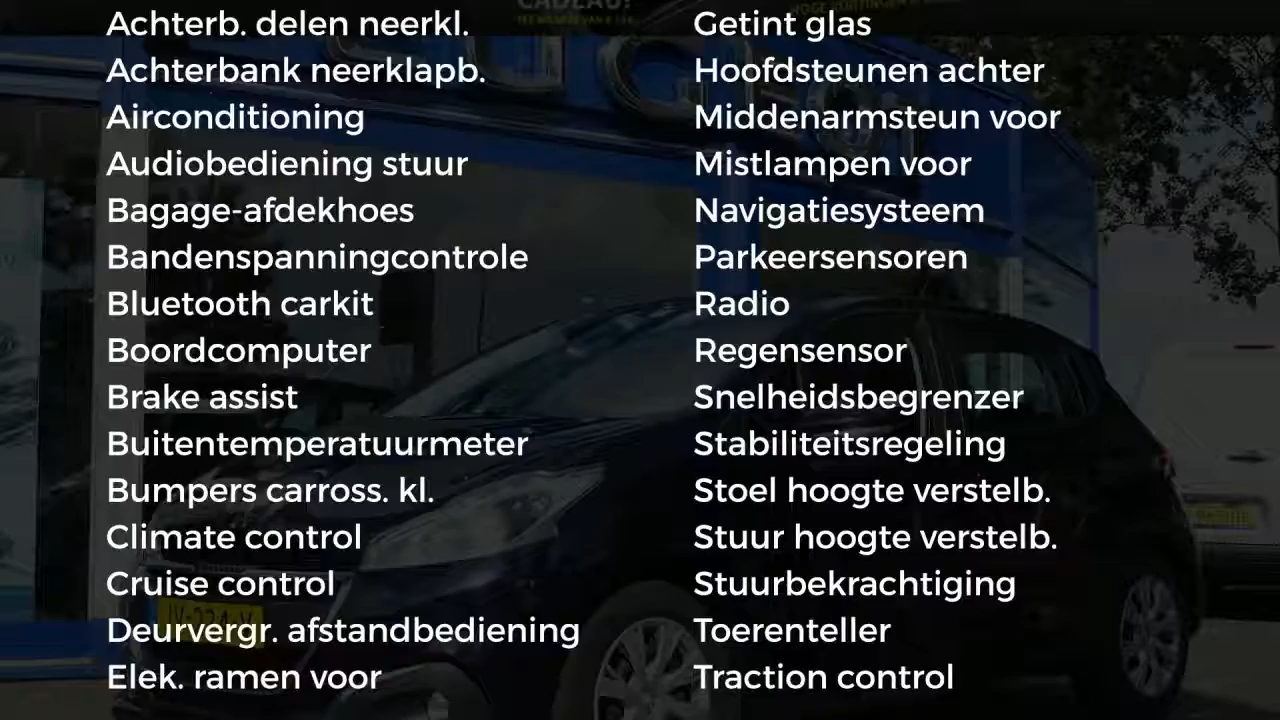 CADEAU!
Achterb. delen neerkl.
Achterbank neerklapb.
Airconditioning
Audiobediening stuur
Bagage-afdekhoes
Bandenspanningcontrole
Bluetooth carkit
Boordcomputer
Brake assist
Buitentemperatuurmeter
Bumpers carross. kl.
Climate control
Cruise control
Deurvergr. afstandbediening
Elek. ramen voor
Getint glas
Hoofdsteunen achter
Middenarmsteun voor
Mistlampen voor
Navigatiesysteem
Parkeersensoren
Radio
Regensensor
Snelheidsbegrenzer
Stabiliteitsregeling
Stoel hoogte verstelb.
Stuur hoogte verstelb.
Stuurbekrachtiging
Toerenteller
Traction control